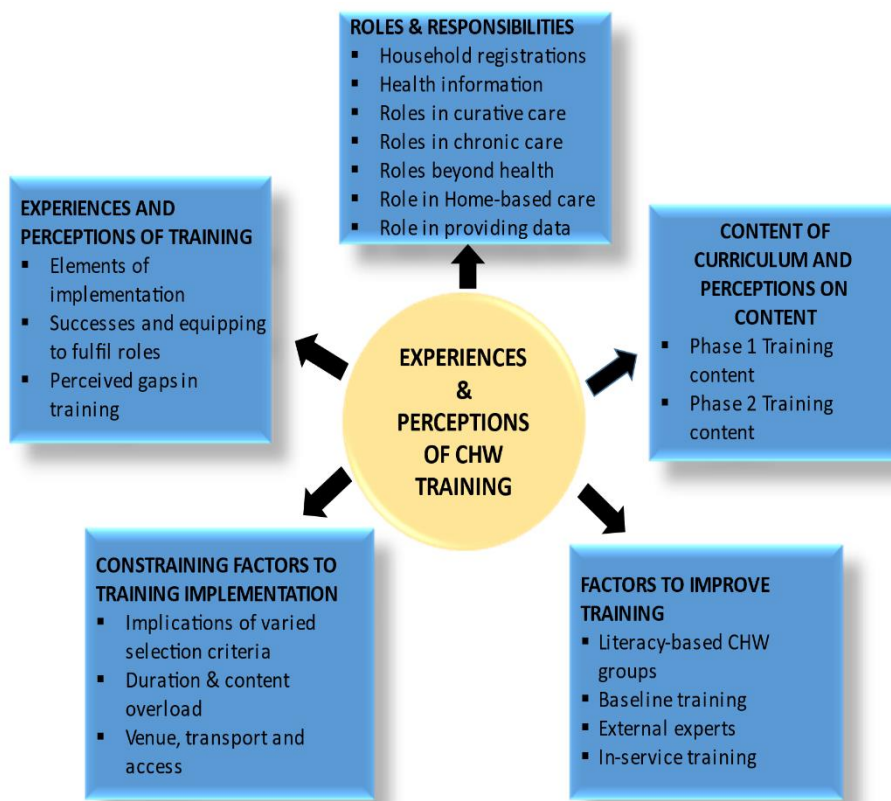 ROLES & RESPONSIBILITIES
▪ Household registrations
▪ Health information
▪ Roles in curative care
▪ Roles in chronic care
▪ Roles beyond health
▪ Role in Home-based care
▪ Role in providing data
EXPERIENCES AND
PERCEPTIONS OF TRAINING
▪ Elements of
implementation
▪ Successes and equipping
to fulfil roles
▪ Perceived gaps in
training
CONTENT OF
CURRICULUM AND
PERCEPTIONS ON
CONTENT
▪ Phase 1 Training
content
▪ Phase 2 Training
content
EXPERIENCES
&
PERCEPTIONS
OF CHW
TRAINING
CONSTRAINING FACTORS TO
TRAINING IMPLEMENTATION
▪ Implications of varied
selection criteria
▪ Duration & content
overload
▪ Venue, transport and
access
FACTORS TO IMPROVE
TRAINING
▪ Literacy-based CHW
groups
▪ Baseline training
▪ External experts
▪ In-service training